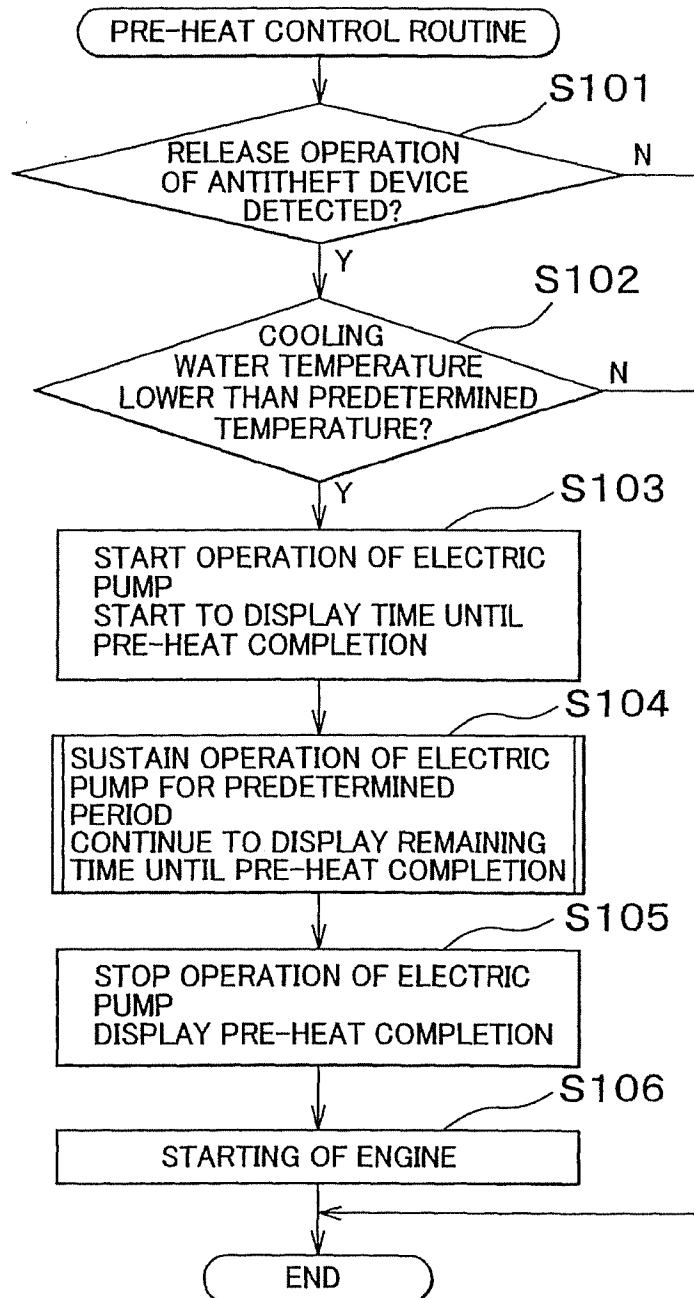 PRE-HEAT CONTROL ROUTINE
S101
RELEASE OPERATION
OF ANTITHEFT DEVICE
DETECTED?
N
Y
S102
COOLING
WATER TEMPERATURE
LOWER THAN PREDETERMINED
TEMPERATURE?
N
Y
S103
START OPERATION OF ELECTRIC
PUMP
START TO DISPLAY TIME UNTIL
PRE-HEAT COMPLETION
S104
SUSTAIN OPERATION OF ELECTRIC
PUMP FOR PREDETERMINED
PERIOD
CONTINUE TO DISPLAY REMAINING
TIME UNTIL PRE-HEAT COMPLETION
S105
STOP OPERATION OF ELECTRIC
PUMP
DISPLAY PRE-HEAT COMPLETION
S106
STARTING OF ENGINE
END